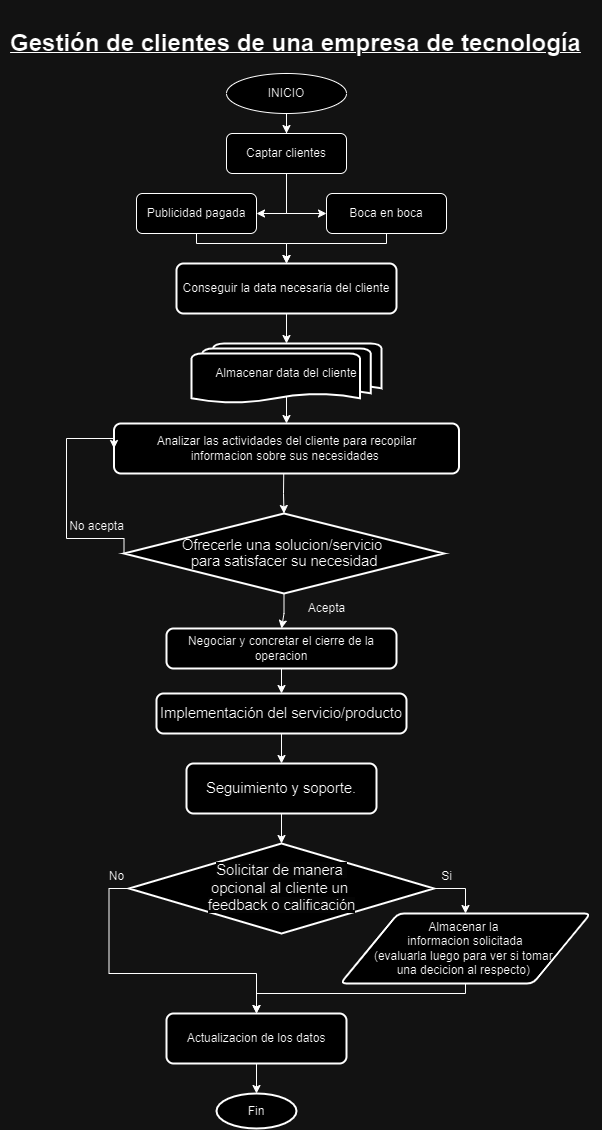 Gestión de clientes de una empresa de tecnología
INICIO
Captar clientes
Publicidad pagada
Boca en boca
Conseguir la data necesaria del cliente
Almacenar data del cliente
Analizar las actividades del cliente para recopilar
informacion sobre sus necesidades
No acepta
Ofrecerle una solucion/servicio
para satisfacer su necesidad
Acepta
Negociar y concretar el cierre de la
operacion
Implementación del servicio/producto
Seguimiento y soporte.
No
Solicitar de manera
opcional al cliente un
feedback o calificación
Si
Almacenar la
informacion solicitada
(evaluarla luego para ver si tomar
una decicion al respecto)
Actualizacion de los datos
Fin